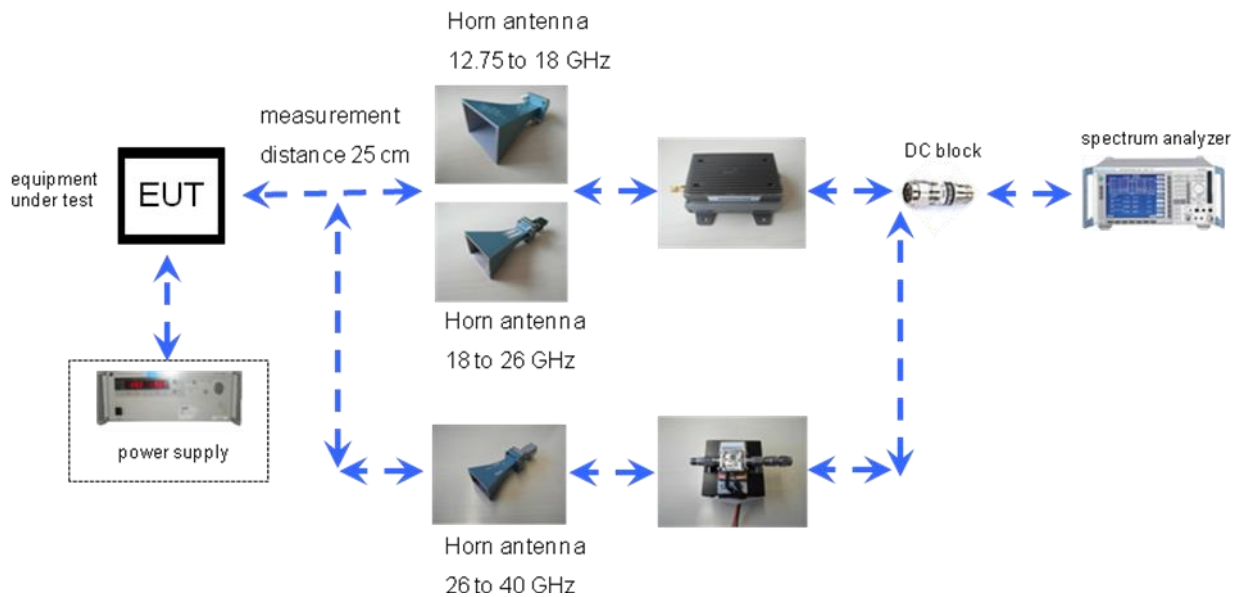 Horn antenna
12.75 to 18 GHz
measurement
distance 25 cm
equipment
under test
EUT
DC block
spectrum analyzer
Horn antenna
18 to 26 GHz
power supply
Horn antenna
26 to 40 GHz